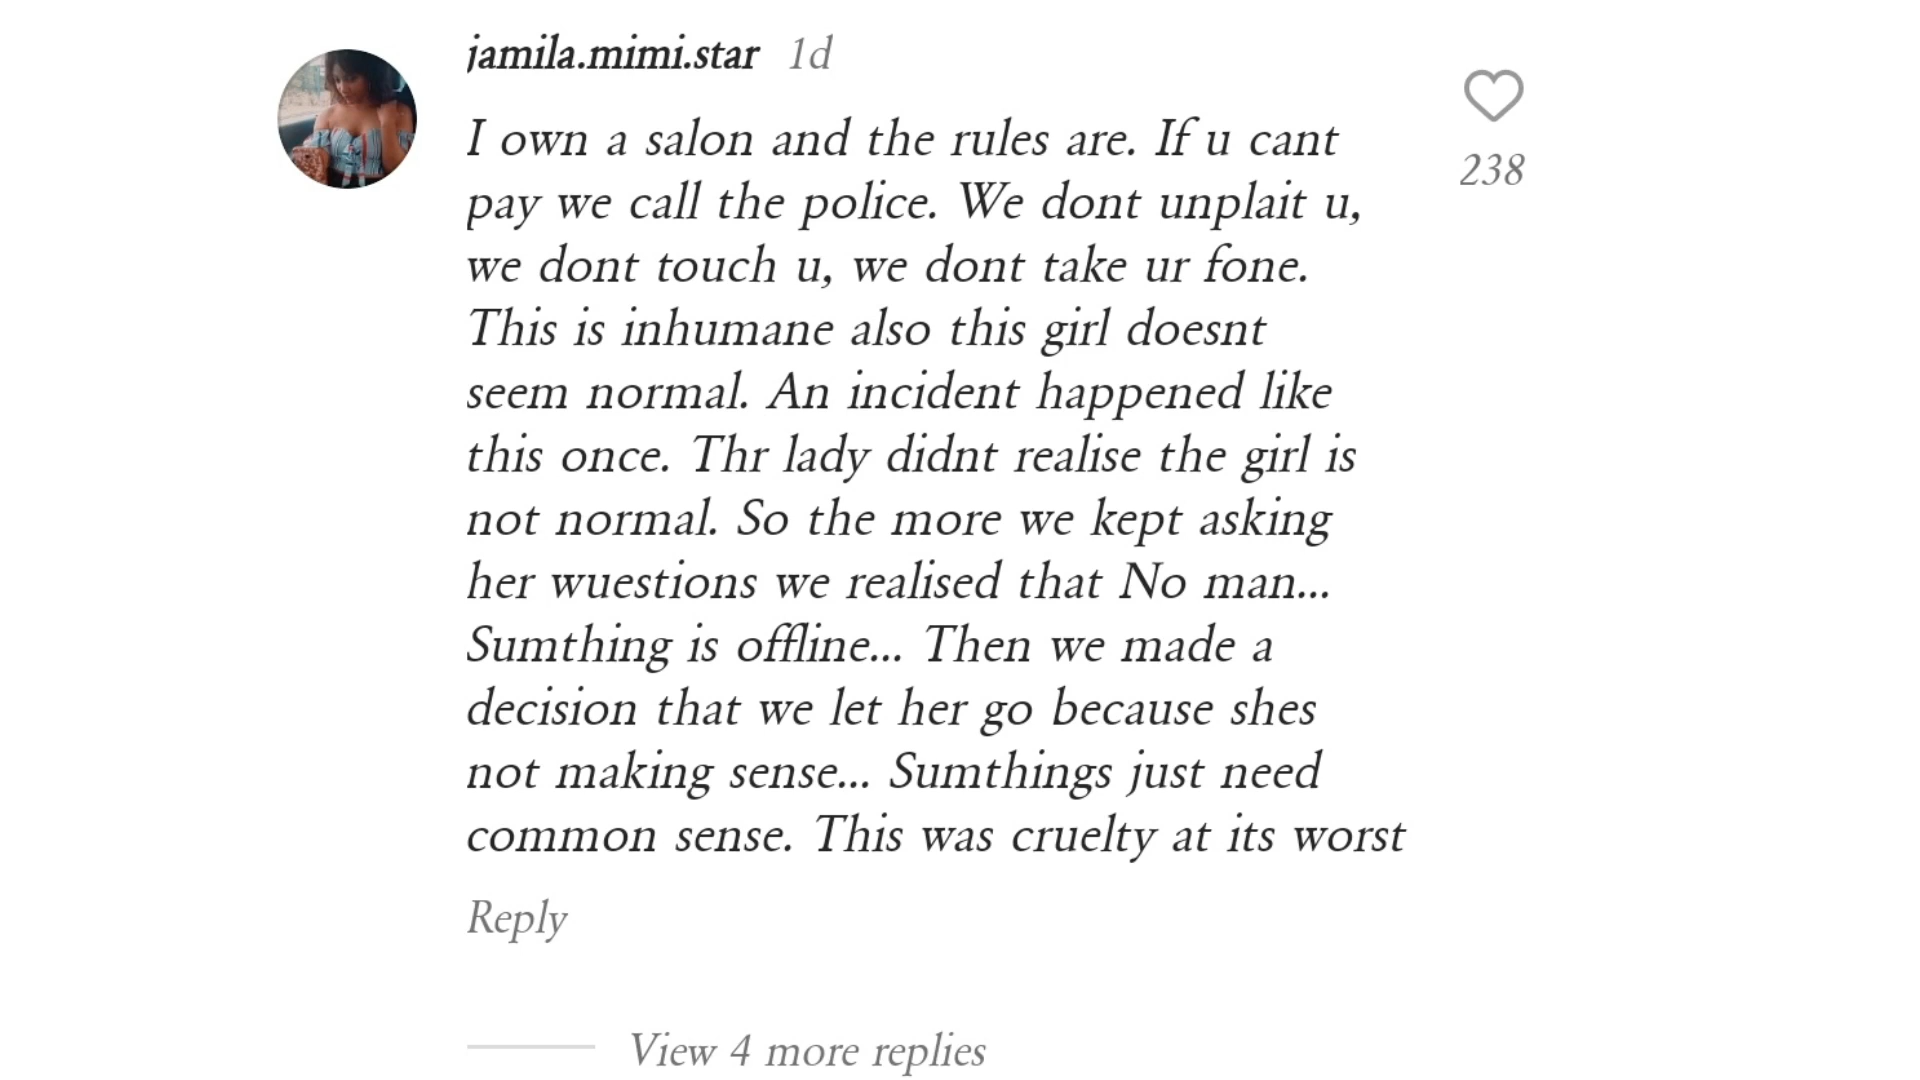 jamila.mimi.star 1d
I own a salon and the rules are. If u cant
pay we call the police. We dont unplait u,
we dont touch u, we dont take ur fone.
This is inhumane also this girl doesnt
seem normal. An incident happened like
this once. Thr lady didnt realise the girl is
not normal. So the more we kept asking
her wuestions we realised that No man...
Sumthing is offline... Then we made a
decision that we let her go because shes
not making sense... Sumthings just need
common sense. This was cruelty at its worst
238
Reply
View 4 more replies